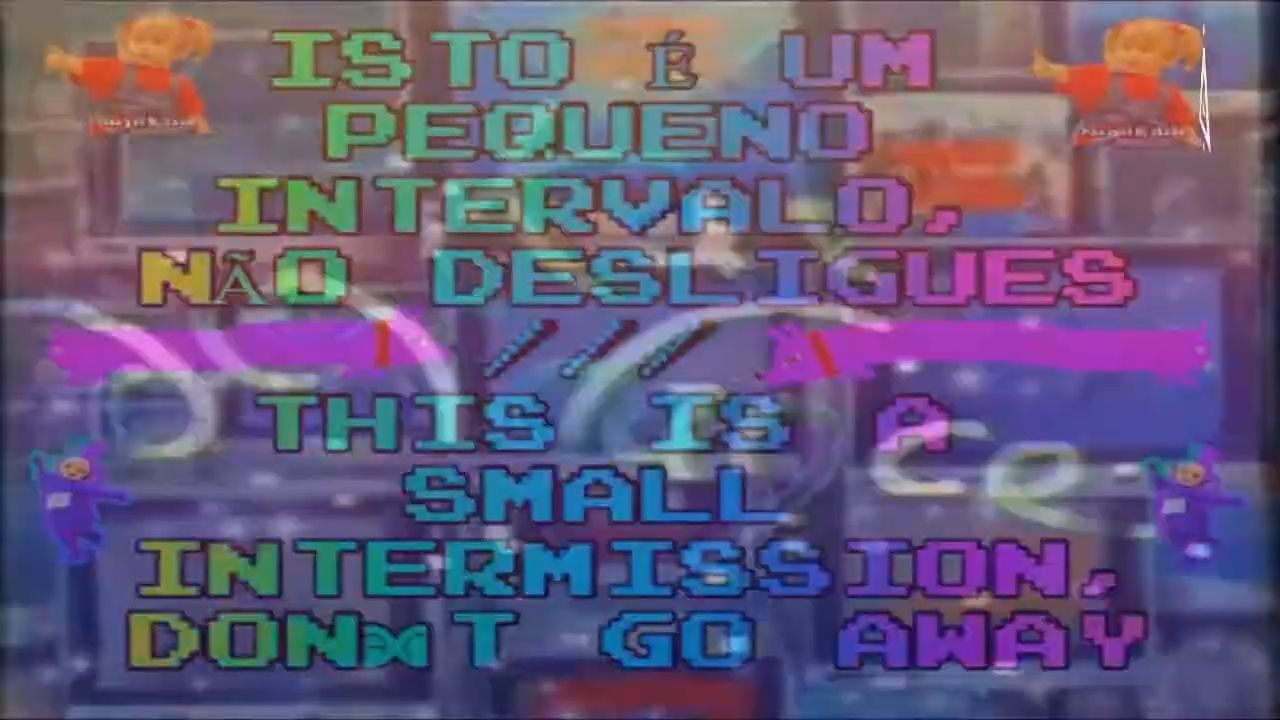 ISTO É UM
PEQUENO
INTERVALO,
NÃO DESLIGUES
///
THIS IS A
SMALL
INTERMISSION,
DON⌧T GO AWAY